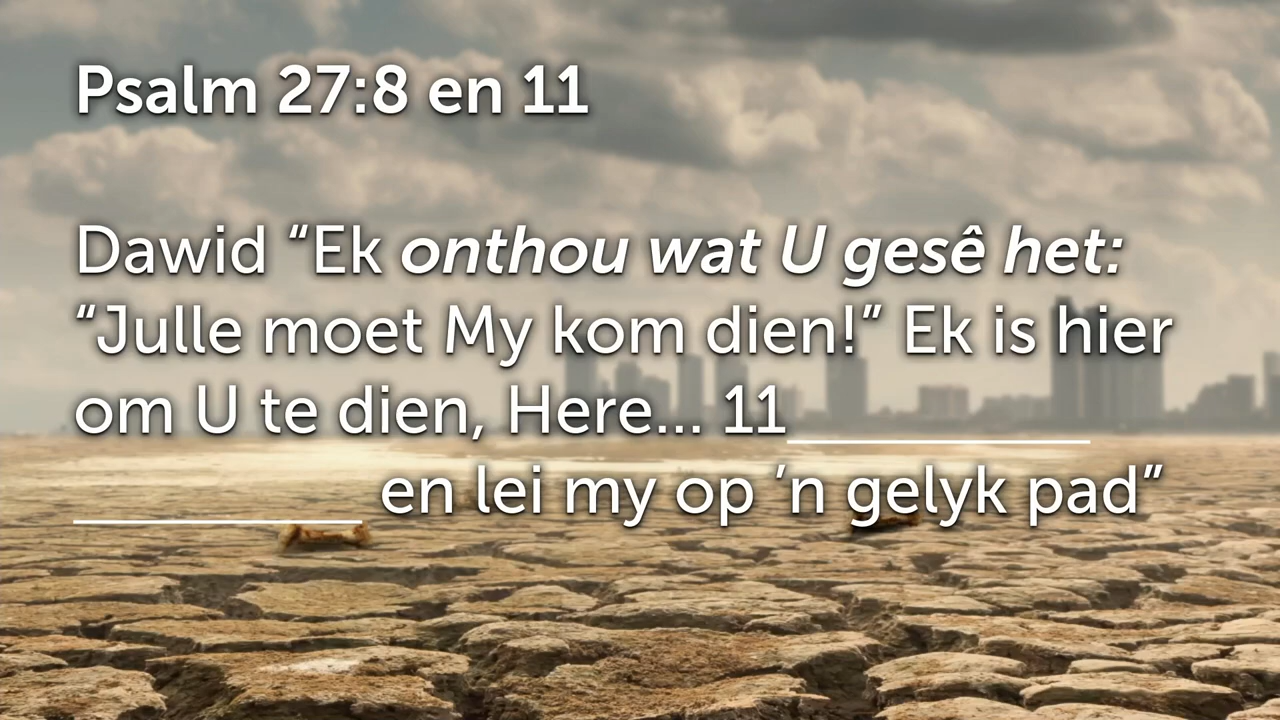 Psalm 27:8 en 11
Dawid “Ek onthou wat U gesê het:
“Julle moet My kom dien!” Ek is hier
om U te dien, Here... 11__________
__________ en lei my op ’n gelyk pad”